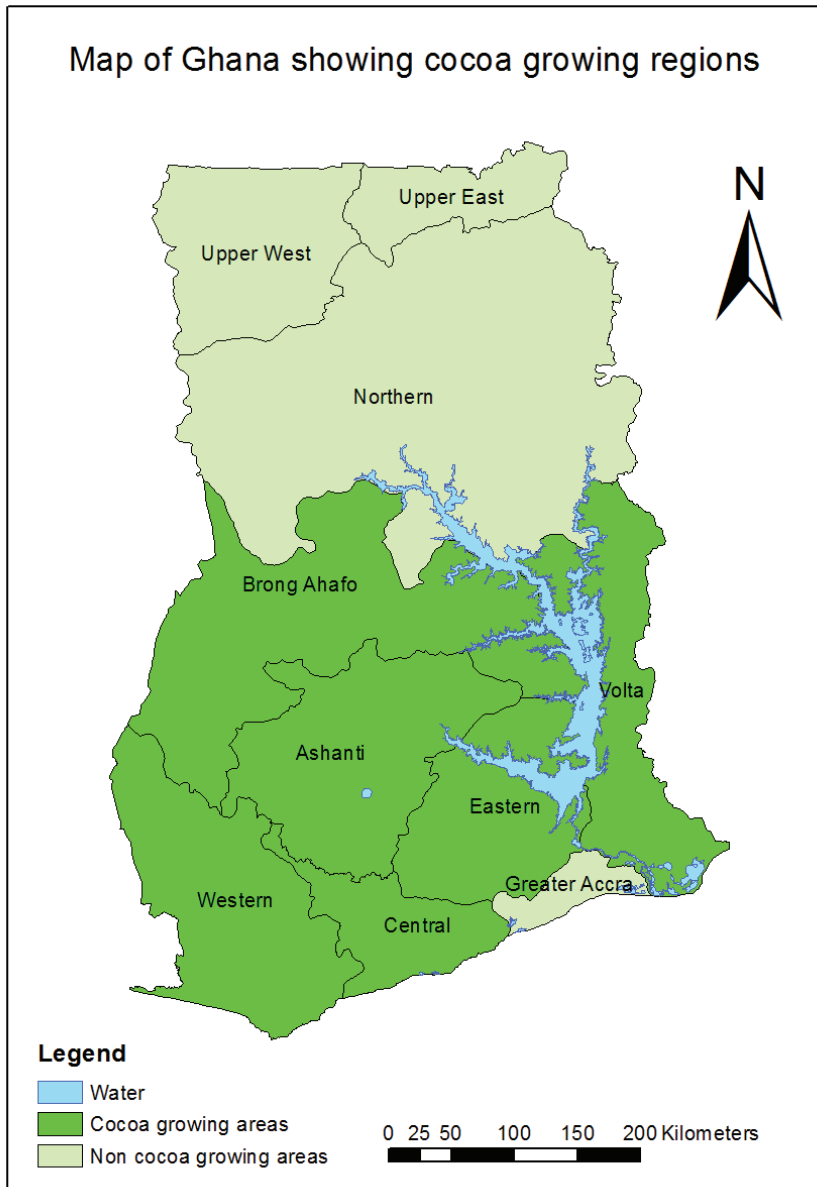 Map of Ghana showing cocoa growing regions
N
Upper East
Upper West
Northern
Brong Ahafo
Volta
Ashanti
Eastern
Greater Accra
Western
Central
Legend
Water
Cocoa growing areas
Non cocoa growing areas
0 25 50 100 150 200 Kilometers